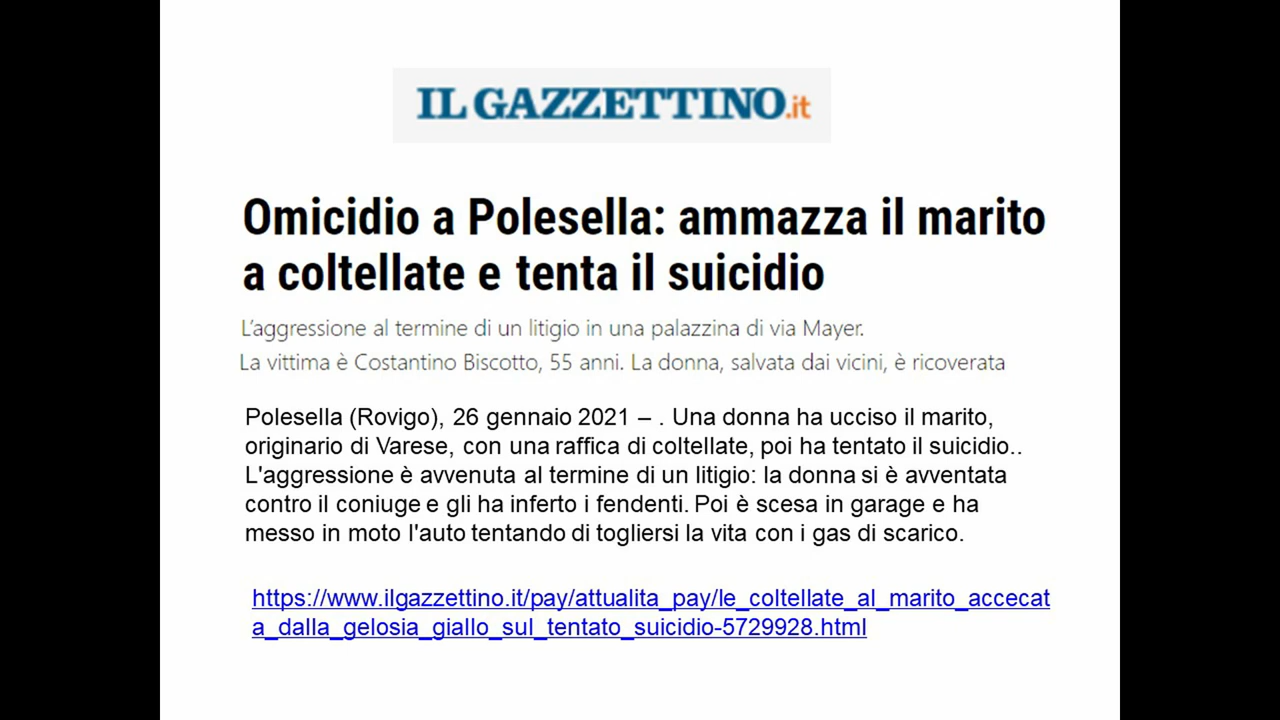 IL GAZZETTINO.it
Omicidio a Polesella: ammazza il marito
a coltellate e tenta il suicidio
L'aggressione al termine di un litigio in una palazzina di via Mayer.
La vittima è Costantino Biscotto, 55 anni. La donna, salvata dai vicini, è ricoverata
Polesella (Rovigo), 26 gennaio 2021 – . Una donna ha ucciso il marito,
originario di Varese, con una raffica di coltellate, poi ha tentato il suicidio..
L'aggressione è avvenuta al termine di un litigio: la donna si è avventata
contro il coniuge e gli ha inferto i fendenti. Poi è scesa in garage e ha
messo in moto l'auto tentando di togliersi la vita con i gas di scarico.
https://www.ilgazzettino.it/pay/attualita_pay/le_coltellate_al_marito_accecat
a_dalla_gelosia_giallo_sul_tentato_suicidio-5729928.html